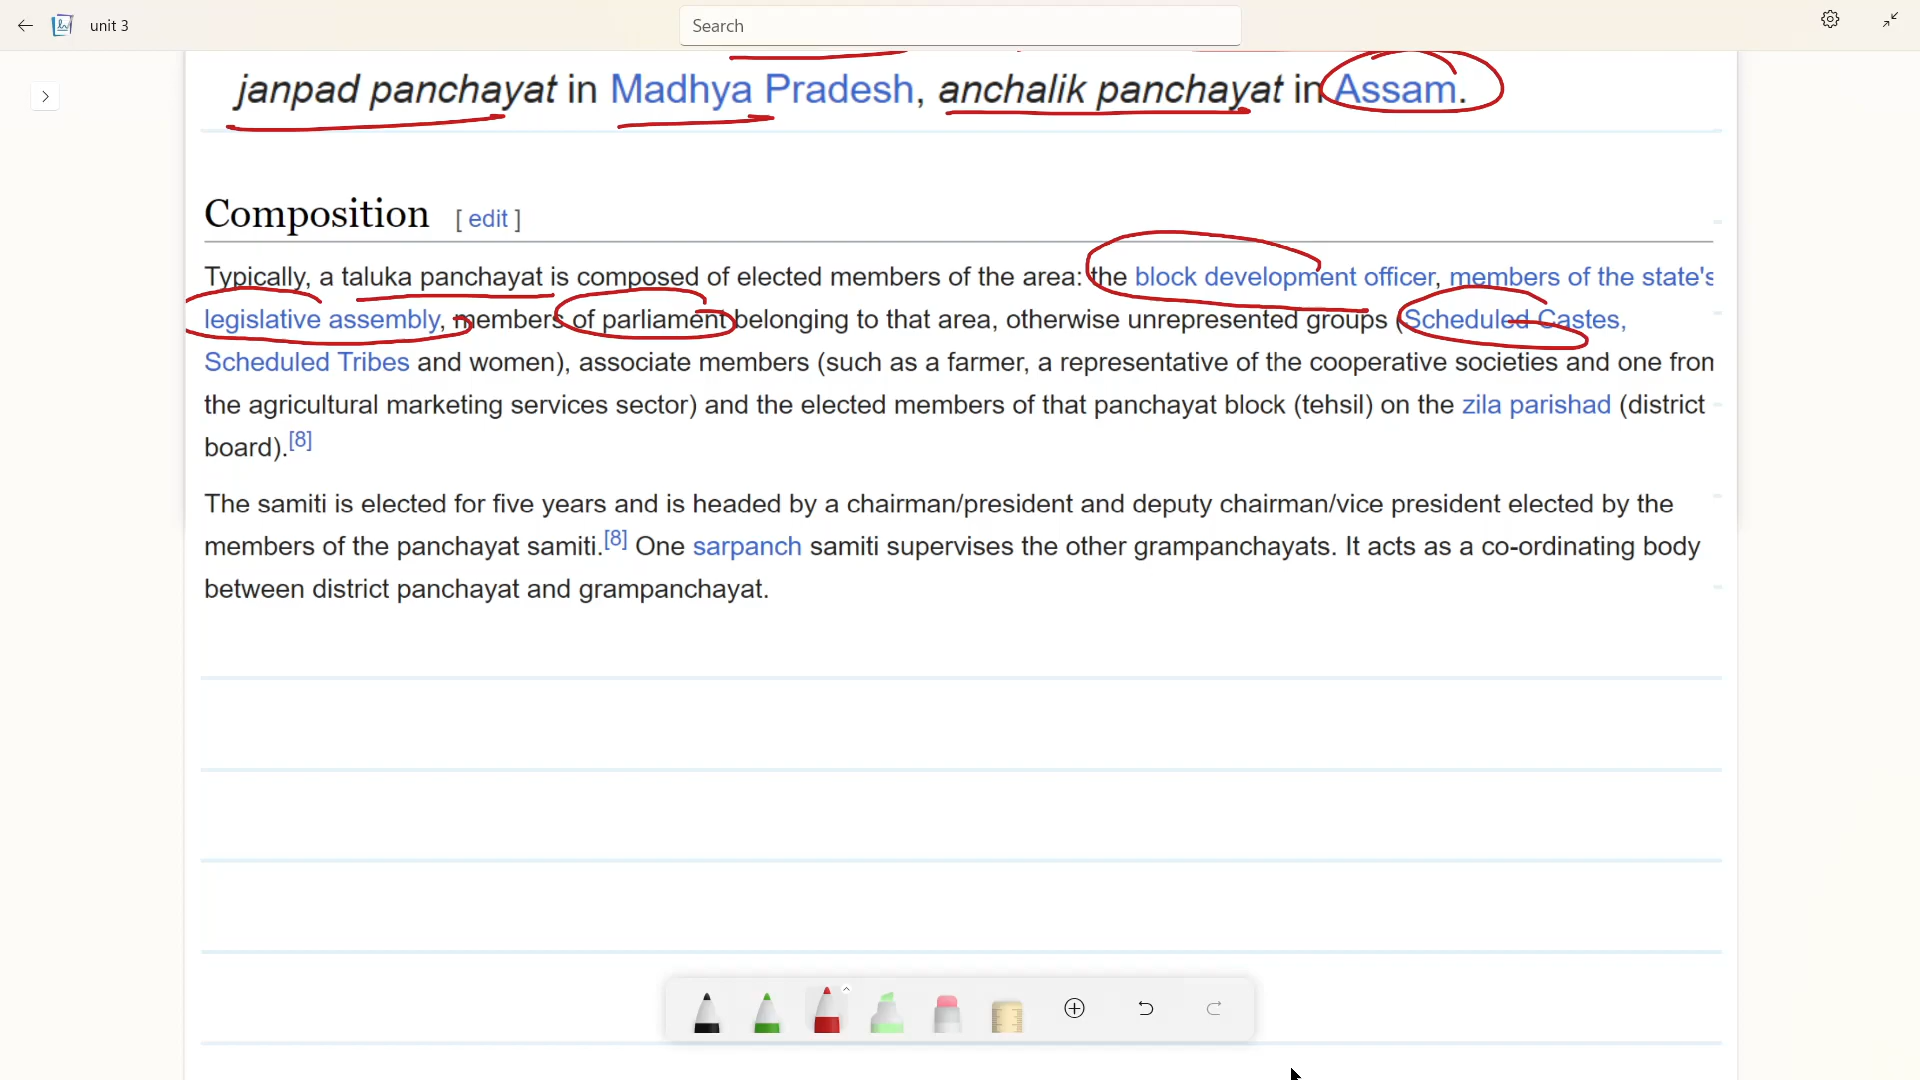 unit 3
Search
janpad panchayat in Madhya Pradesh, anchalik panchayat in Assam.
Composition [ edit ]
Typically, a taluka panchayat is composed of elected members of the area: the block development officer, members of the state's
legislative assembly, members of parliament belonging to that area, otherwise unrepresented groups (Scheduled Castes,
Scheduled Tribes and women), associate members (such as a farmer, a representative of the cooperative societies and one from
the agricultural marketing services sector) and the elected members of that panchayat block (tehsil) on the zila parishad (district
board).[8]
The samiti is elected for five years and is headed by a chairman/president and deputy chairman/vice president elected by the
members of the panchayat samiti.[8] One sarpanch samiti supervises the other grampanchayats. It acts as a co-ordinating body
between district panchayat and grampanchayat.